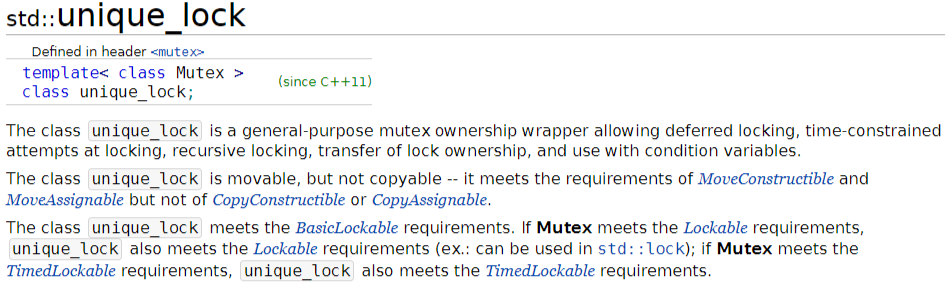 std::unique_lock
Defined in header <mutex>
template< class Mutex >
class unique_lock;
(since C++11)
The class unique_lock is a general-purpose mutex ownership wrapper allowing deferred locking, time-constrained
attempts at locking, recursive locking, transfer of lock ownership, and use with condition variables.
The class unique_lock is movable, but not copyable -- it meets the requirements of MoveConstructible and
MoveAssignable but not of CopyConstructible or CopyAssignable.
The class unique_lock meets the BasicLockable requirements. If Mutex meets the Lockable requirements,
unique_lock also meets the Lockable requirements (ex.: can be used in std::lock); if Mutex meets the
TimedLockable requirements, unique_lock also meets the TimedLockable requirements.